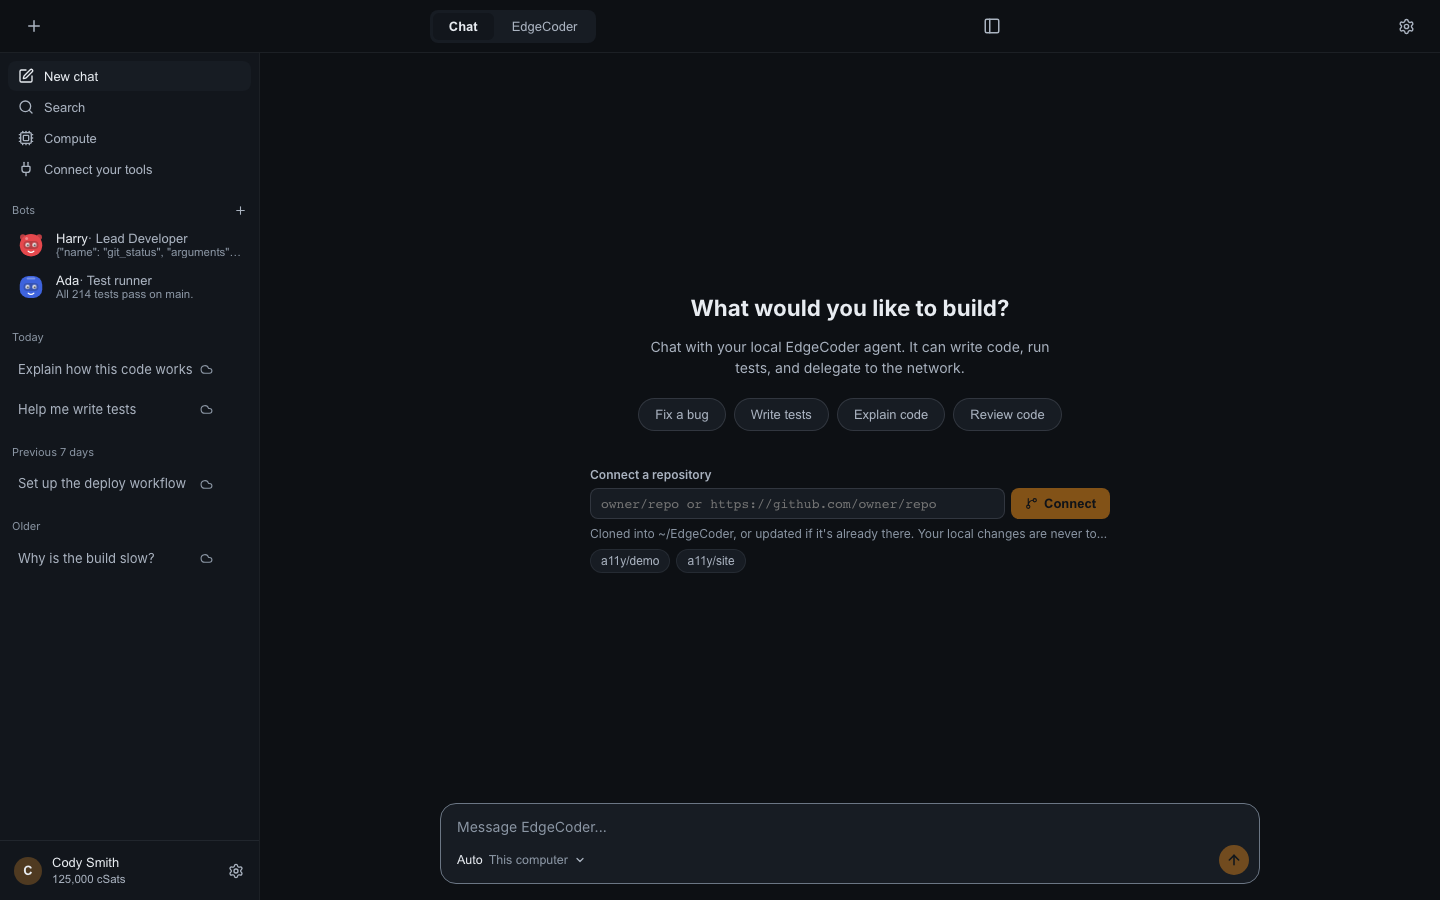 Chat
EdgeCoder
New chat
Search
Compute
Connect your tools
Bots
Harry· Lead Developer
{"name": "git_status", "arguments"...
Ada· Test runner
All 214 tests pass on main.
Today
Explain how this code works
Help me write tests
Previous 7 days
Set up the deploy workflow
Older
Why is the build slow?
C
Cody Smith
125,000 cSats
What would you like to build?
Chat with your local EdgeCoder agent. It can write code, run
tests, and delegate to the network.
Fix a bug
Write tests
Explain code
Review code
Connect a repository
owner/repo or https://github.com/owner/repo
Connect
Cloned into ~/EdgeCoder, or updated if it's already there. Your local changes are never to...
a11y/demo
a11y/site
Message EdgeCoder...
Auto This computer